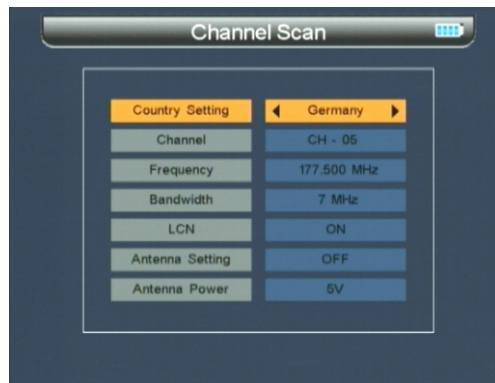 Channel Scan
Country Setting Germany
Channel CH - 05
Frequency 177.500 MHz
Bandwidth 7 MHz
LCN ON
Antenna Setting OFF
Antenna Power 5V